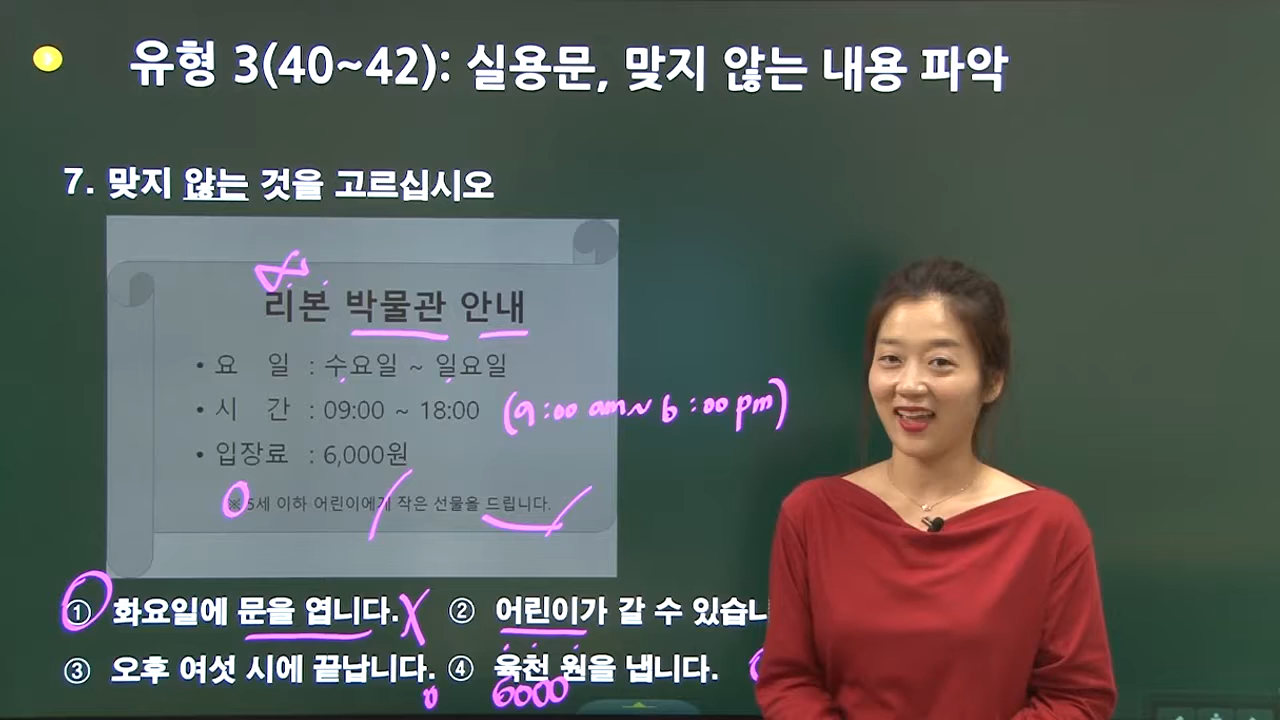 유형 3(40~42): 실용문, 맞지 않는 내용 파악
7. 맞지 않는 것을 고르십시오
리본 박물관 안내
• 요 일 : 수요일 ~ 일요일
• 시 간 : 09:00 ~ 18:00 (9:00 am ~ 6:00 pm)
• 입장료 : 6,000원
※ 5세 이하 어린이에게 작은 선물을 드립니다.
① 화요일에 문을 엽니다. X ② 어린이가 갈 수 있습니
③ 오후 여섯 시에 끝납니다. ④ 육천 원을 냅니다.
6000